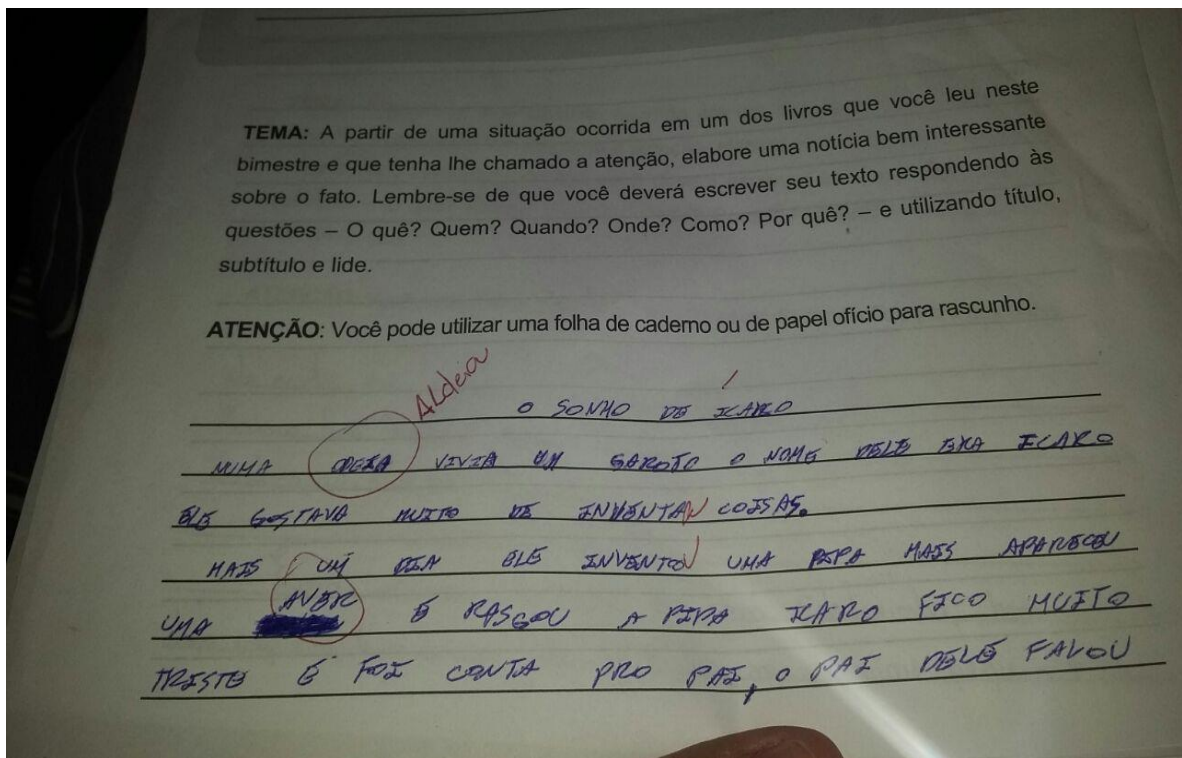 TEMA: A partir de uma situação ocorrida em um dos livros que você leu neste
bimestre e que tenha lhe chamado a atenção, elabore uma notícia bem interessante
sobre o fato. Lembre-se de que você deverá escrever seu texto respondendo às
questões – O quê? Quem? Quando? Onde? Como? Por quê? – e utilizando título,
subtítulo e lide.
ATENÇÃO: Você pode utilizar uma folha de caderno ou de papel ofício para rascunho.
ALdeia
O SONHO DE ICARO
NUMA VIVIA UM GAROTO O NOME DELE ERA ICARO
ELE GOSTAVA MUITO DE INVENTAR COISAS.
MAIS UM DIA ELE INVENTOU UMA PIPA MAIS APARECEU
UMA AVER E RASGOU A PIPA ICARO FICO MUITO
TRISTE E FOI CONTA PRO PAI, O PAI DELE FALOU